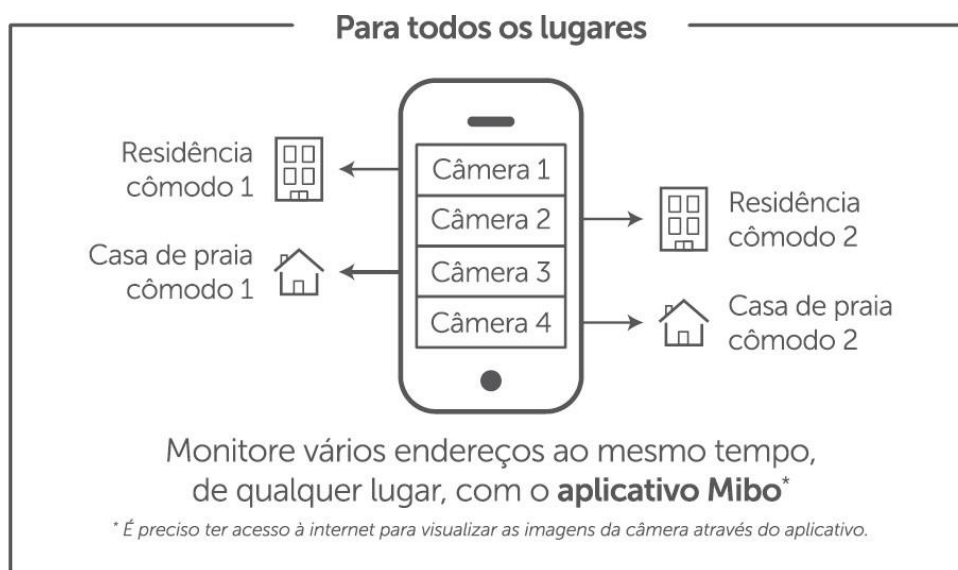 Para todos os lugares
Residência
cômodo 1
Câmera 1
Câmera 2
Residência
cômodo 2
Casa de praia
cômodo 1
Câmera 3
Câmera 4
Casa de praia
cômodo 2
Monitore vários endereços ao mesmo tempo,
de qualquer lugar, com o aplicativo Mibo*
* É preciso ter acesso à internet para visualizar as imagens da câmera através do aplicativo.